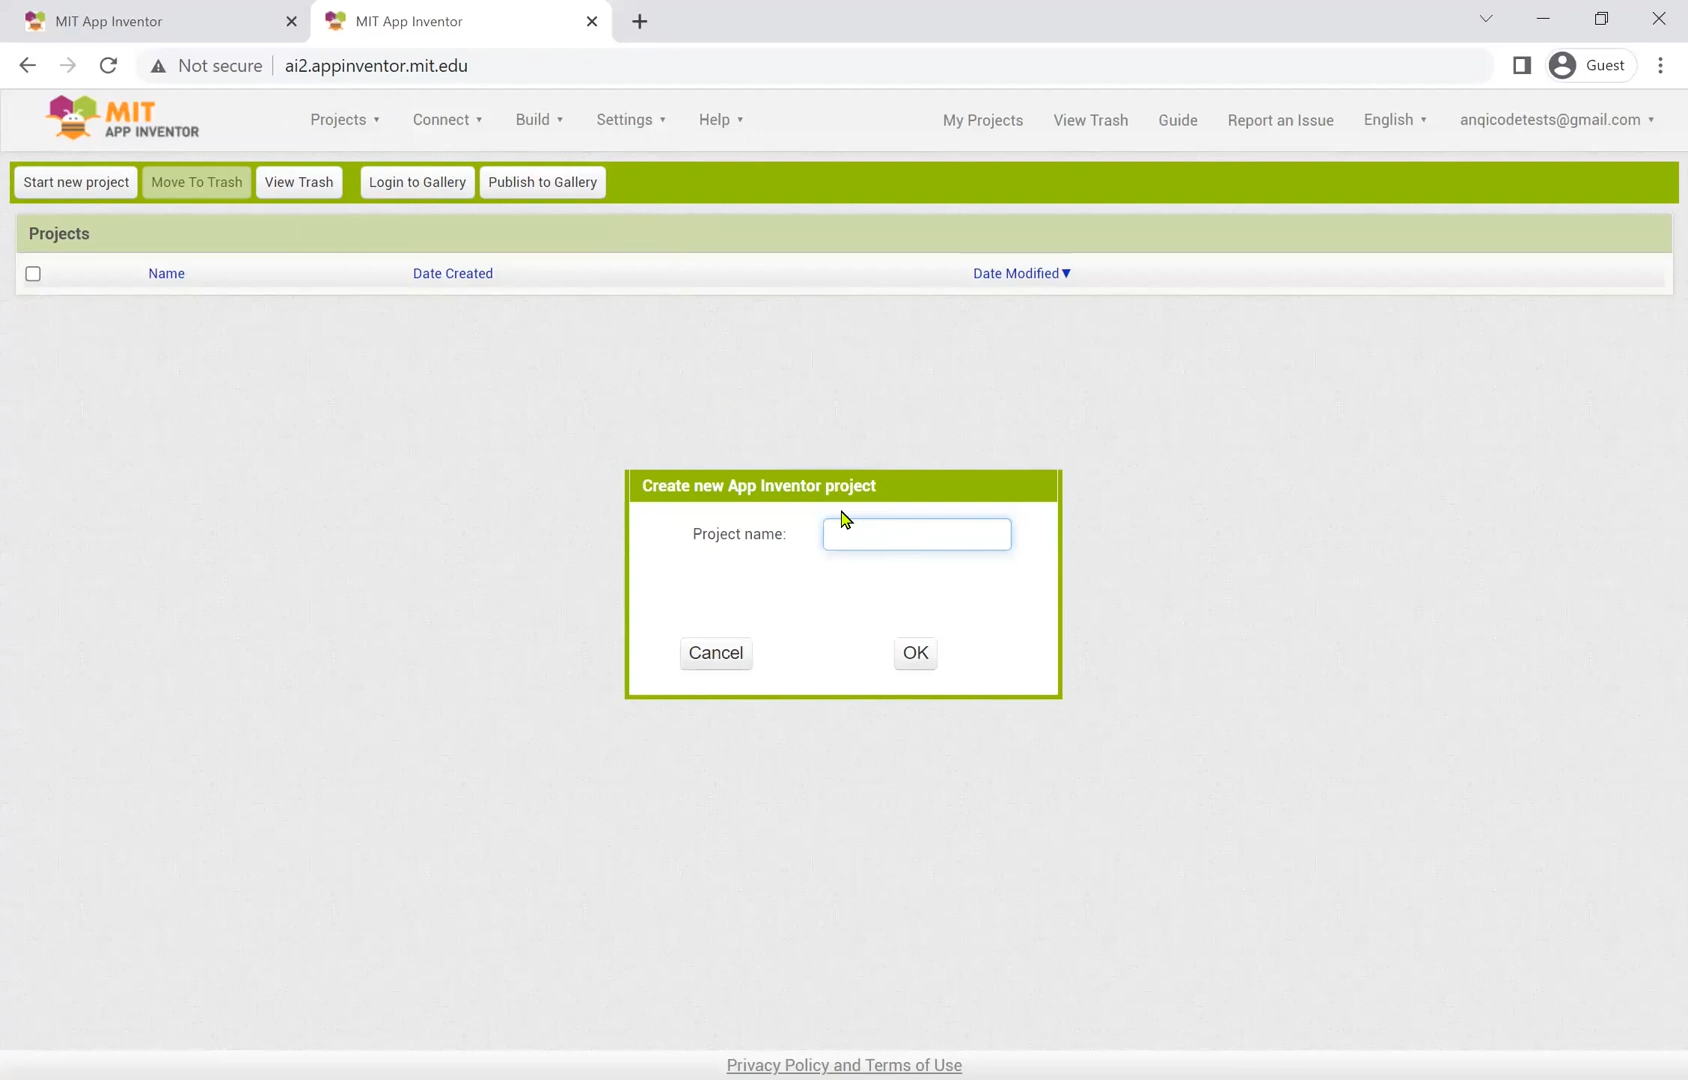 MIT App Inventor
MIT App Inventor
Not secure ai2.appinventor.mit.edu Guest
MIT
APP INVENTOR
Projects Connect Build Settings Help My Projects View Trash Guide Report an Issue English anqicodetests@gmail.com
Start new project Move To Trash View Trash Login to Gallery Publish to Gallery
Projects
Name Date Created Date Modified▼
Create new App Inventor project
Project name:
Cancel OK
Privacy Policy and Terms of Use